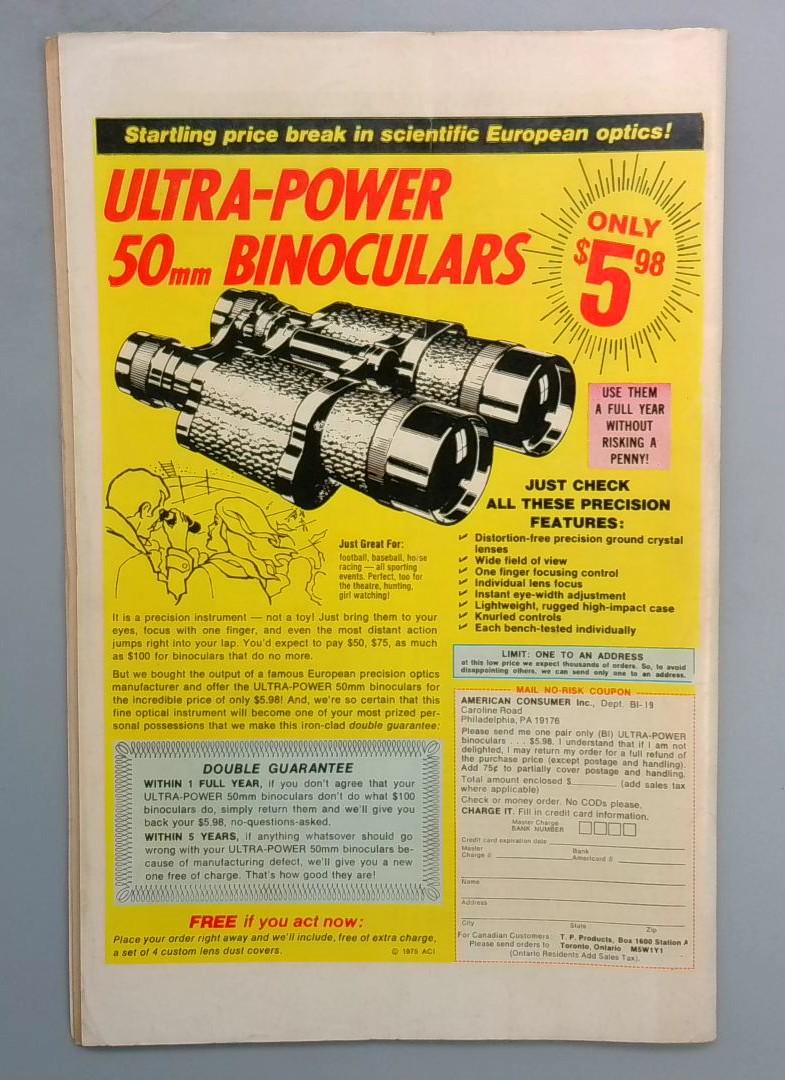 Startling price break in scientific European optics!
ULTRA-POWER
50mm BINOCULARS
ONLY
$5 98
USE THEM
A FULL YEAR
WITHOUT
RISKING A
PENNY!
JUST CHECK
ALL THESE PRECISION
FEATURES:
Distortion-free precision ground crystal
lenses
Wide field of view
One finger focusing control
Individual lens focus
Instant eye-width adjustment
Lightweight, rugged high-impact case
Knurled controls
Each bench-tested individually
Just Great For:
football, baseball, horse
racing — all sporting
events. Perfect, too for
the theatre, hunting,
girl watching!
It is a precision instrument — not a toy! Just bring them to your
eyes, focus with one finger, and even the most distant action
jumps right into your lap. You'd expect to pay $50, $75, as much
as $100 for binoculars that do no more.
But we bought the output of a famous European precision optics
manufacturer and offer the ULTRA-POWER 50mm binoculars for
the incredible price of only $5.98! And, we're so certain that this
fine optical instrument will become one of your most prized per-
sonal possessions that we make this iron-clad double guarantee:
DOUBLE GUARANTEE
WITHIN 1 FULL YEAR, if you don't agree that your
ULTRA-POWER 50mm binoculars don't do what $100
binoculars do, simply return them and we'll give you
back your $5.98, no-questions-asked.
WITHIN 5 YEARS, if anything whatsover should go
wrong with your ULTRA-POWER 50mm binoculars be-
cause of manufacturing defect, we'll give you a new
one free of charge. That's how good they are!
FREE if you act now:
Place your order right away and we'll include, free of extra charge,
a set of 4 custom lens dust covers.
© 1975 ACI
LIMIT: ONE TO AN ADDRESS
at this low price we expect thousands of orders. So, to avoid
disappointing others, we can send only one to an address.
MAIL NO-RISK COUPON
AMERICAN CONSUMER Inc., Dept. BI-19
Caroline Road
Philadelphia, PA 19176
Please send me one pair only (BI) ULTRA-POWER
binoculars . . . $5.98. I understand that if I am not
delighted, I may return my order for a full refund of
the purchase price (except postage and handling).
Add 75¢ to partially cover postage and handling.
Total amount enclosed $ (add sales tax
where applicable)
Check or money order. No CODs please.
CHARGE IT. Fill in credit card information.
Master Charge
BANK NUMBER
Credit card expiration date
Master
Charge #
Bank
Americard #
Name
Address
City State Zip
For Canadian Customers:
Please send orders to
T. P. Products, Box 1600 Station A
Toronto, Ontario M5W1Y1
(Ontario Residents Add Sales Tax).